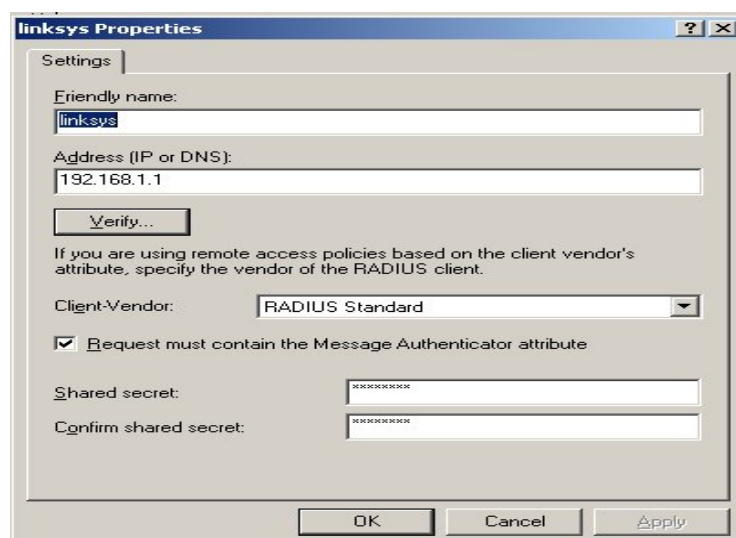 linksys Properties
Settings
Friendly name:
linksys
Address (IP or DNS):
192.168.1.1
Verify...
If you are using remote access policies based on the client vendor's
attribute, specify the vendor of the RADIUS client.
Client-Vendor: RADIUS Standard
Request must contain the Message Authenticator attribute
Shared secret: ********
Confirm shared secret: ********
OK Cancel Apply